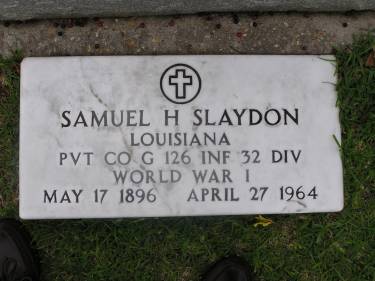 SAMUEL H SLAYDON
LOUISIANA
PVT CO G 126 INF 32 DIV
WORLD WAR I
MAY 17 1896 APRIL 27 1964